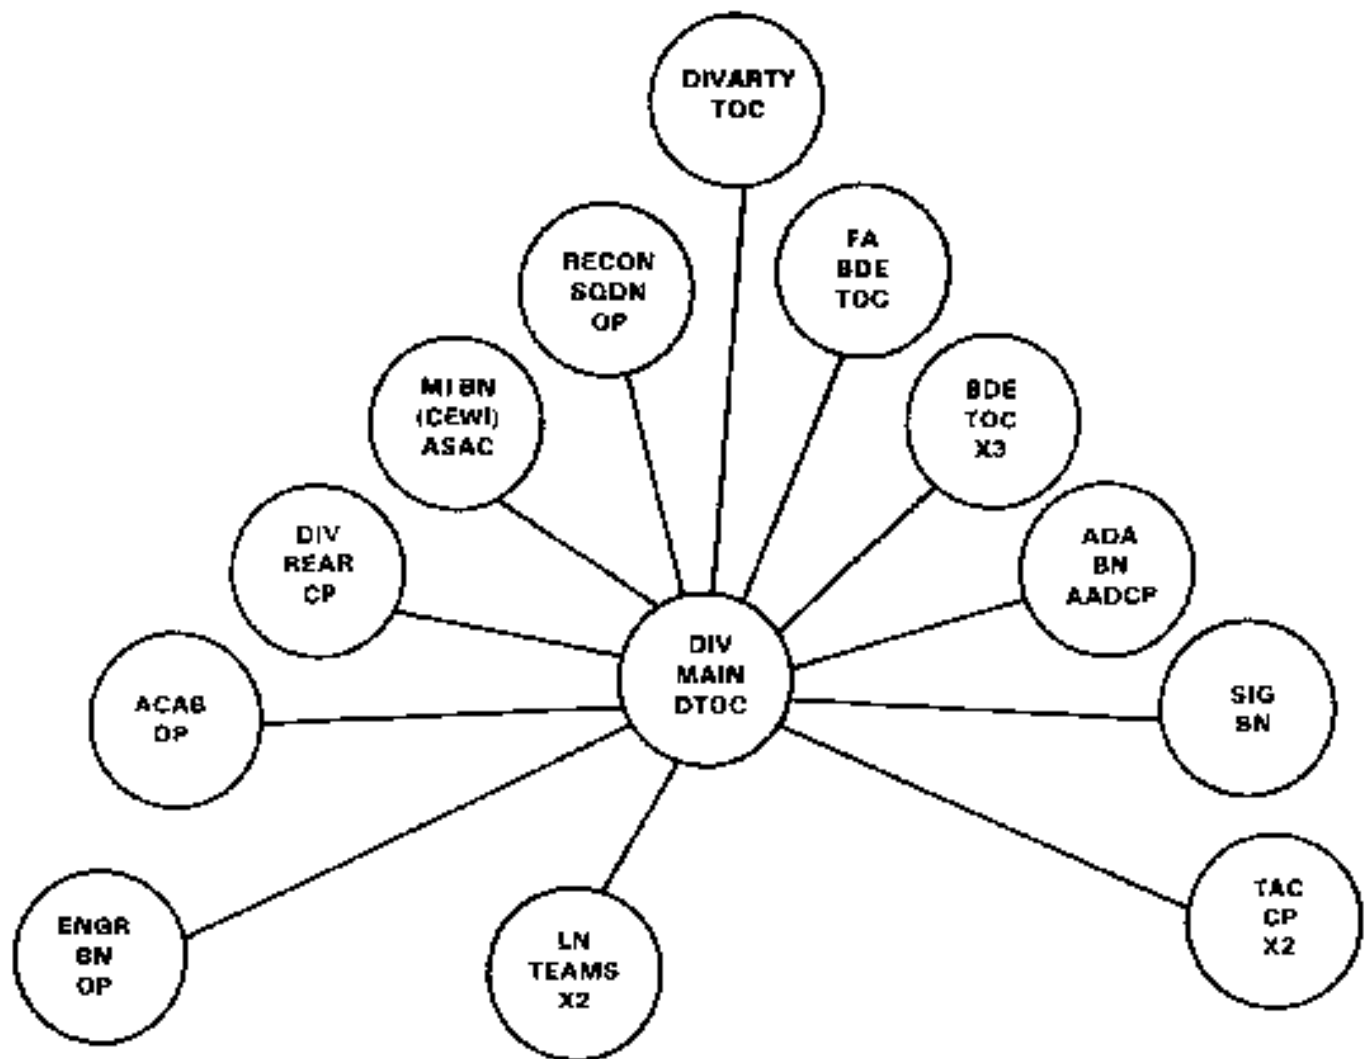 DIVARTY
TOC
FA
BDE
TOC
RECON
SQDN
OP
MI BN
(CEWI)
ASAC
BDE
TOC
X3
DIV
REAR
CP
ADA
BN
AADCP
DIV
MAIN
DTOC
ACAB
OP
SIG
BN
ENGR
BN
OP
LN
TEAMS
X2
TAC
CP
X2